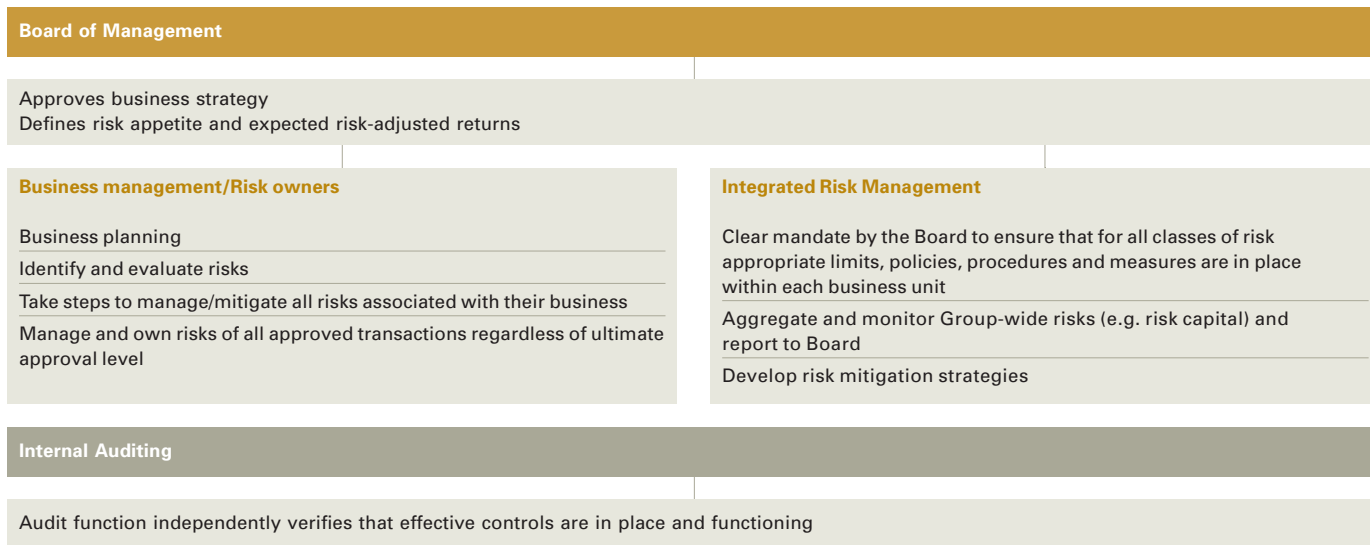 Board of Management
Approves business strategy
Defines risk appetite and expected risk-adjusted returns
Business management/Risk owners
Business planning
Identify and evaluate risks
Take steps to manage/mitigate all risks associated with their business
Manage and own risks of all approved transactions regardless of ultimate
approval level
Integrated Risk Management
Clear mandate by the Board to ensure that for all classes of risk
appropriate limits, policies, procedures and measures are in place
within each business unit
Aggregate and monitor Group-wide risks (e.g. risk capital) and
report to Board
Develop risk mitigation strategies
Internal Auditing
Audit function independently verifies that effective controls are in place and functioning